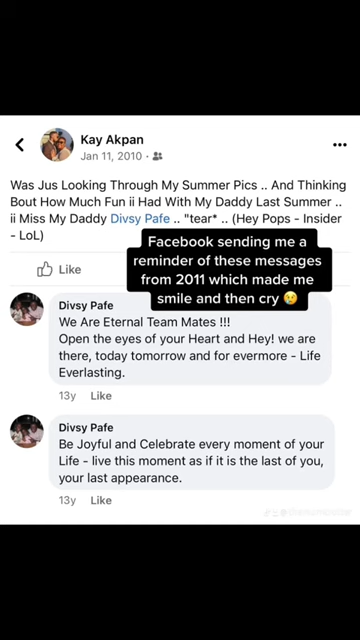 Kay Akpan
Jan 11, 2010
Was Jus Looking Through My Summer Pics .. And Thinking
Bout How Much Fun ii Had With My Daddy Last Summer ..
ii Miss My Daddy Divsy Pafe .. "tear* .. (Hey Pops - Insider
- LoL)
Facebook sending me a
reminder of these messages
from 2011 which made me
smile and then cry 😢
Like
Divsy Pafe
We Are Eternal Team Mates !!!
Open the eyes of your Heart and Hey! we are
there, today tomorrow and for evermore - Life
Everlasting.
13y Like
Divsy Pafe
Be Joyful and Celebrate every moment of your
Life - live this moment as if it is the last of you,
your last appearance.
13y Like